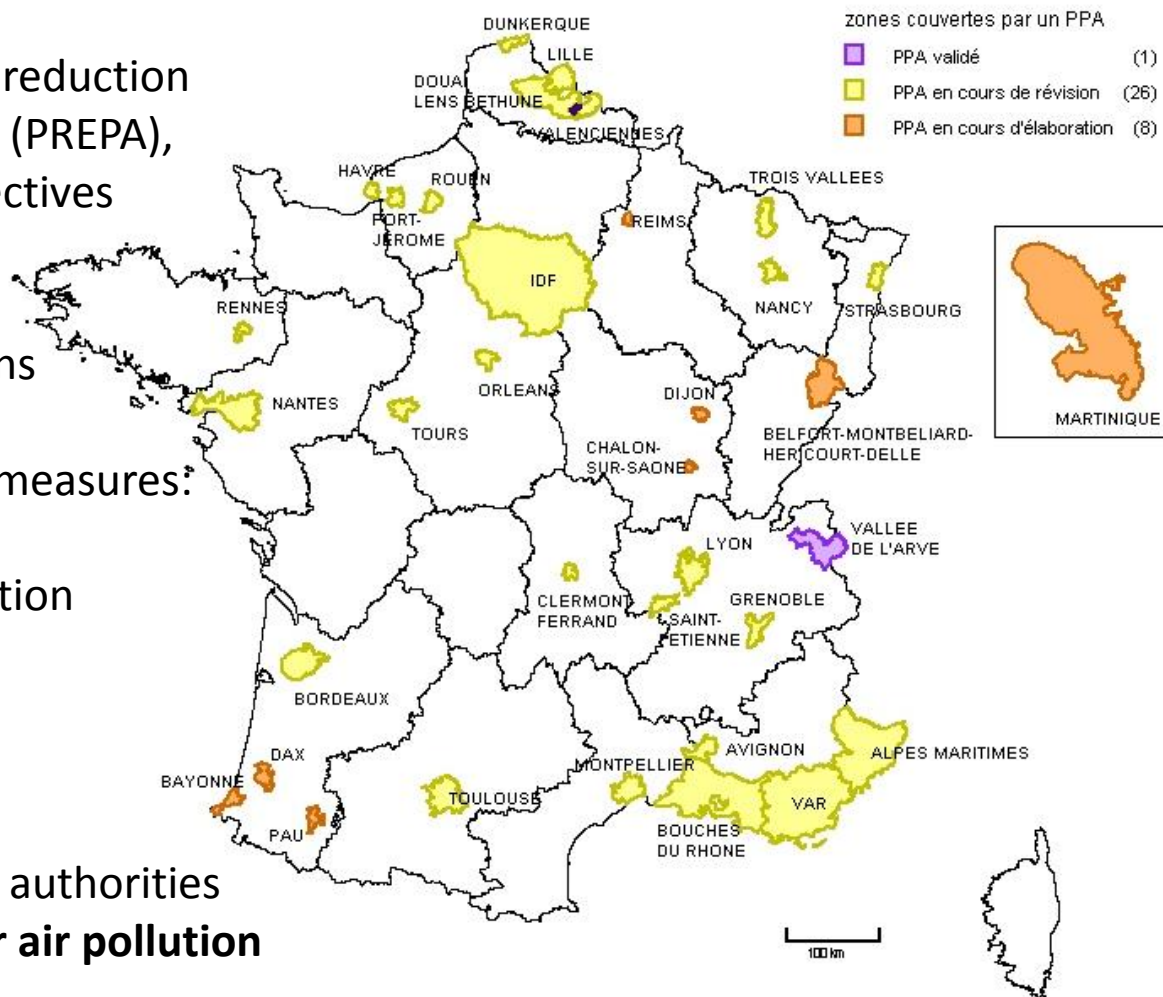 reduction
(PREPA),
ectives
ns
measures:
tion
authorities
r air pollution
zones couvertes par un PPA
PPA validé (1)
PPA en cours de révision (26)
PPA en cours d'élaboration (8)
DUNKERQUE
LILLE
DOUAI
LENS BETHUNE
VALENCIENNES
HAVRE
ROUEN
PORT-
JEROME
REIMS
TROIS VALLEES
IDF
NANCY
STRASBOURG
RENNES
ORLEANS
NANTES
TOURS
DIJON
CHALON-
SUR-SAONE
BELFORT-MONTBELIARD-
HERICOURT-DELLE
MARTINIQUE
VALLEE
DE L'ARVE
LYON
CLERMONT
FERRAND
SAINT-
ETIENNE
GRENOBLE
BORDEAUX
DAX
BAYONNE
PAU
TOULOUSE
MONTPELLIER
AVIGNON
ALPES MARITIMES
VAR
BOUCHES
DU RHONE
100 km